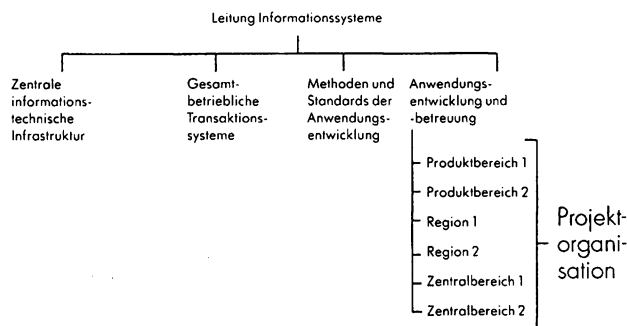 Leitung Informationssysteme
Zentrale
informations-
technische
Infrastruktur
Gesamt-
betriebliche
Transaktions-
systeme
Methoden und
Standards der
Anwendungs-
entwicklung
Anwendungs-
entwicklung und
-betreuung
Produktbereich 1
Produktbereich 2
Region 1
Region 2
Zentralbereich 1
Zentralbereich 2
Projekt-
organi-
sation